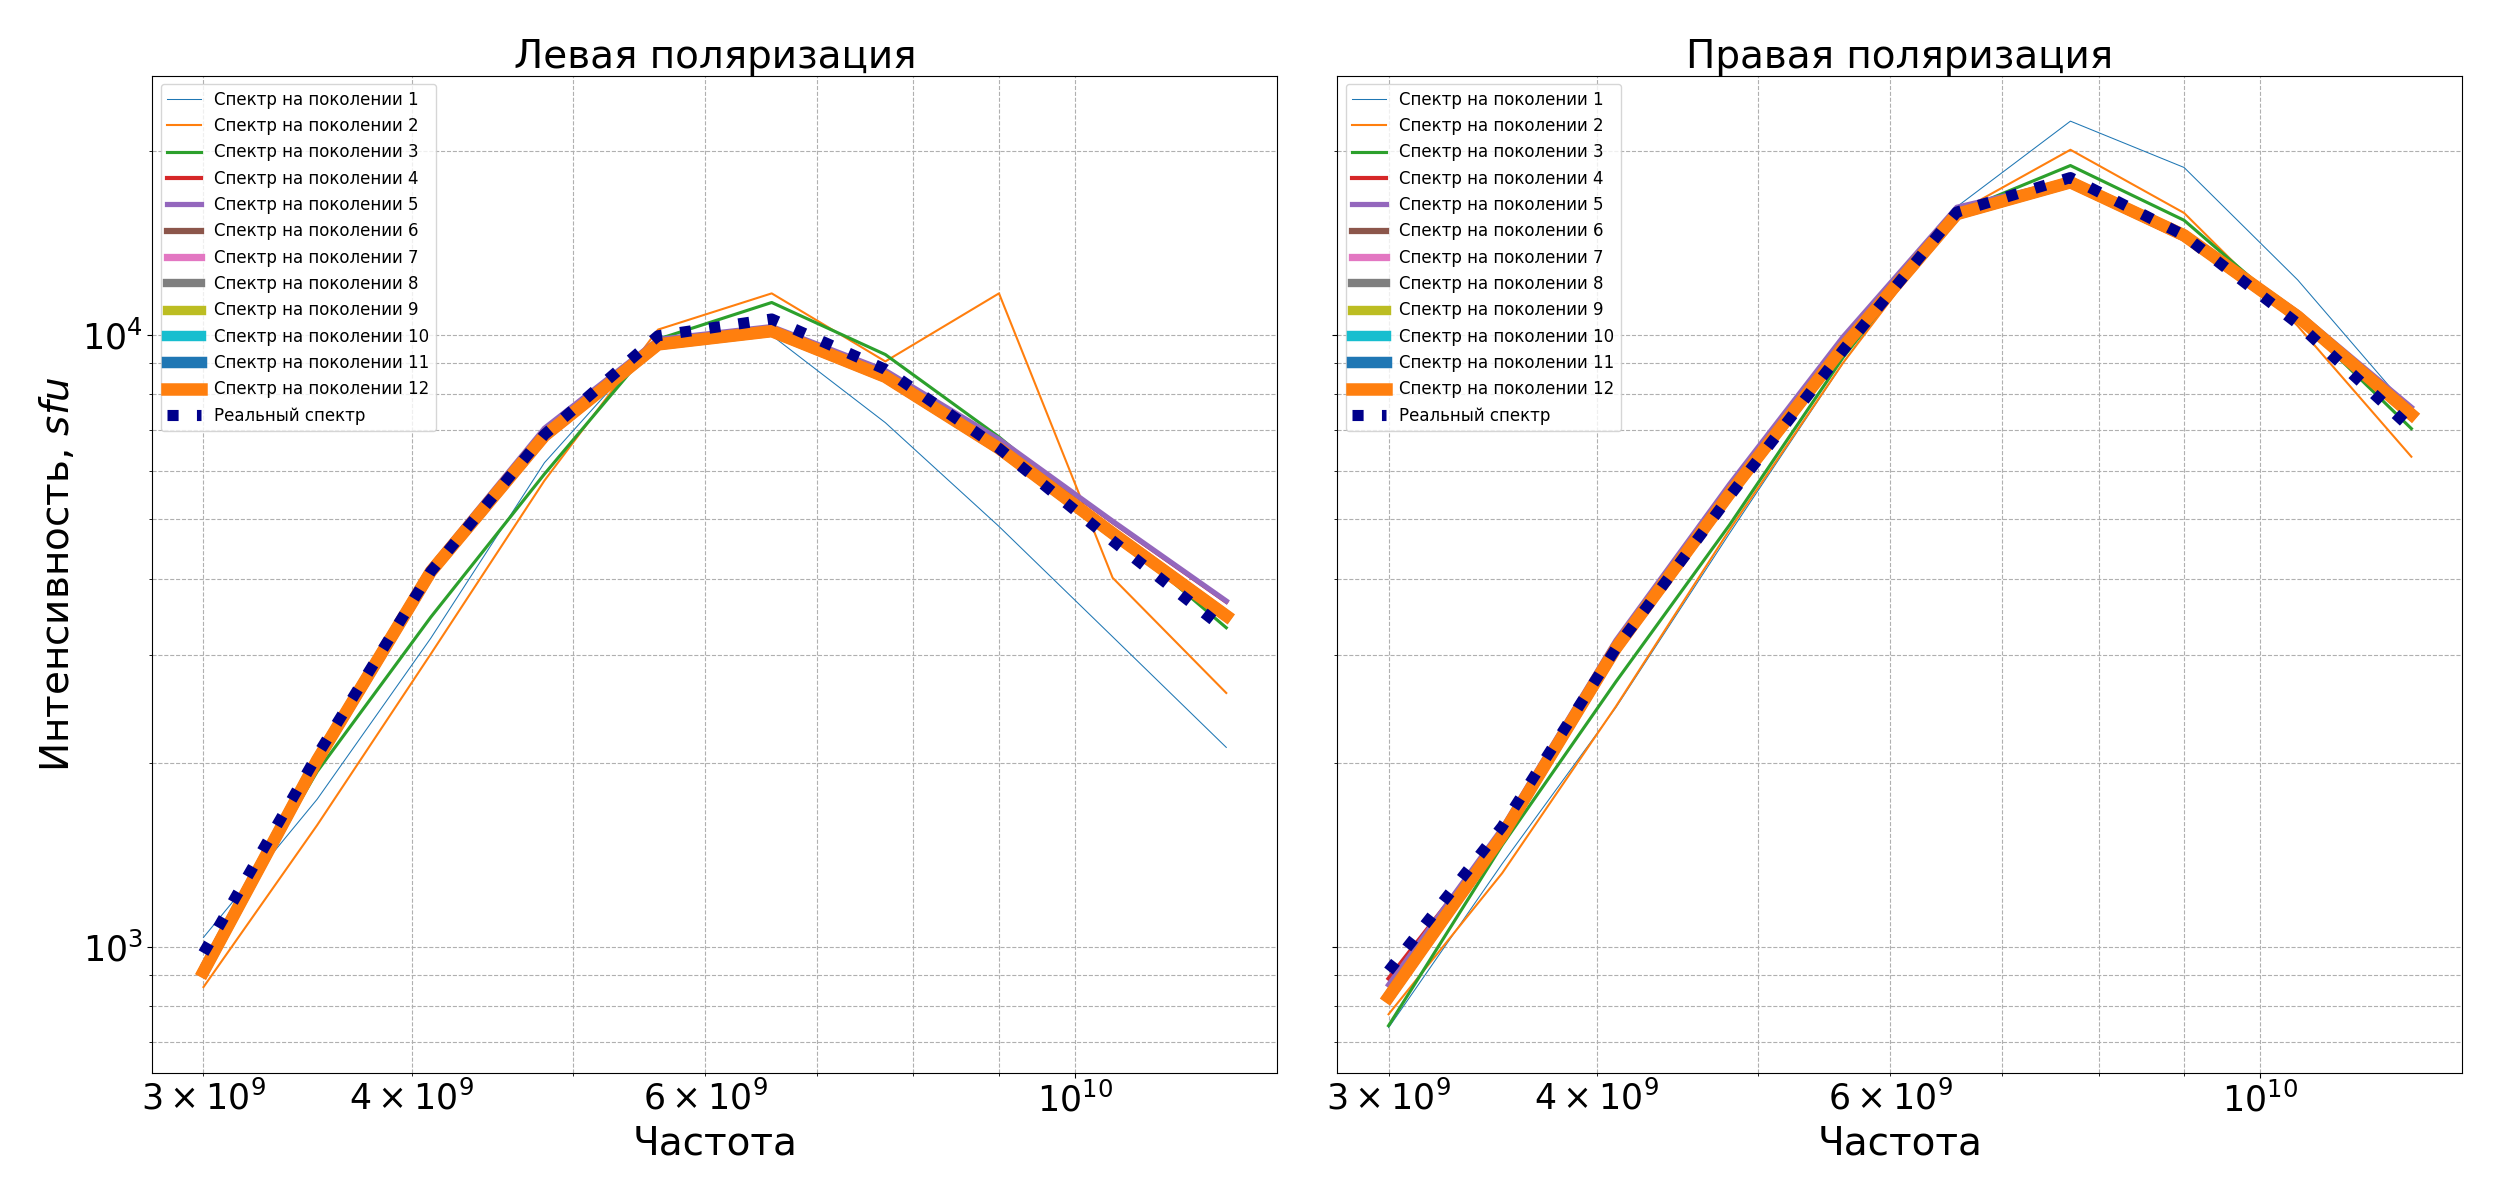 Левая поляризация
Спектр на поколении 1
Спектр на поколении 2
Спектр на поколении 3
Спектр на поколении 4
Спектр на поколении 5
Спектр на поколении 6
Спектр на поколении 7
Спектр на поколении 8
Спектр на поколении 9
Спектр на поколении 10
Спектр на поколении 11
Спектр на поколении 12
Реальный спектр
Интенсивность, sfu
10⁴
10³
3 × 10⁹
4 × 10⁹
6 × 10⁹
10¹⁰
Частота
Правая поляризация
Спектр на поколении 1
Спектр на поколении 2
Спектр на поколении 3
Спектр на поколении 4
Спектр на поколении 5
Спектр на поколении 6
Спектр на поколении 7
Спектр на поколении 8
Спектр на поколении 9
Спектр на поколении 10
Спектр на поколении 11
Спектр на поколении 12
Реальный спектр
3 × 10⁹
4 × 10⁹
6 × 10⁹
10¹⁰
Частота